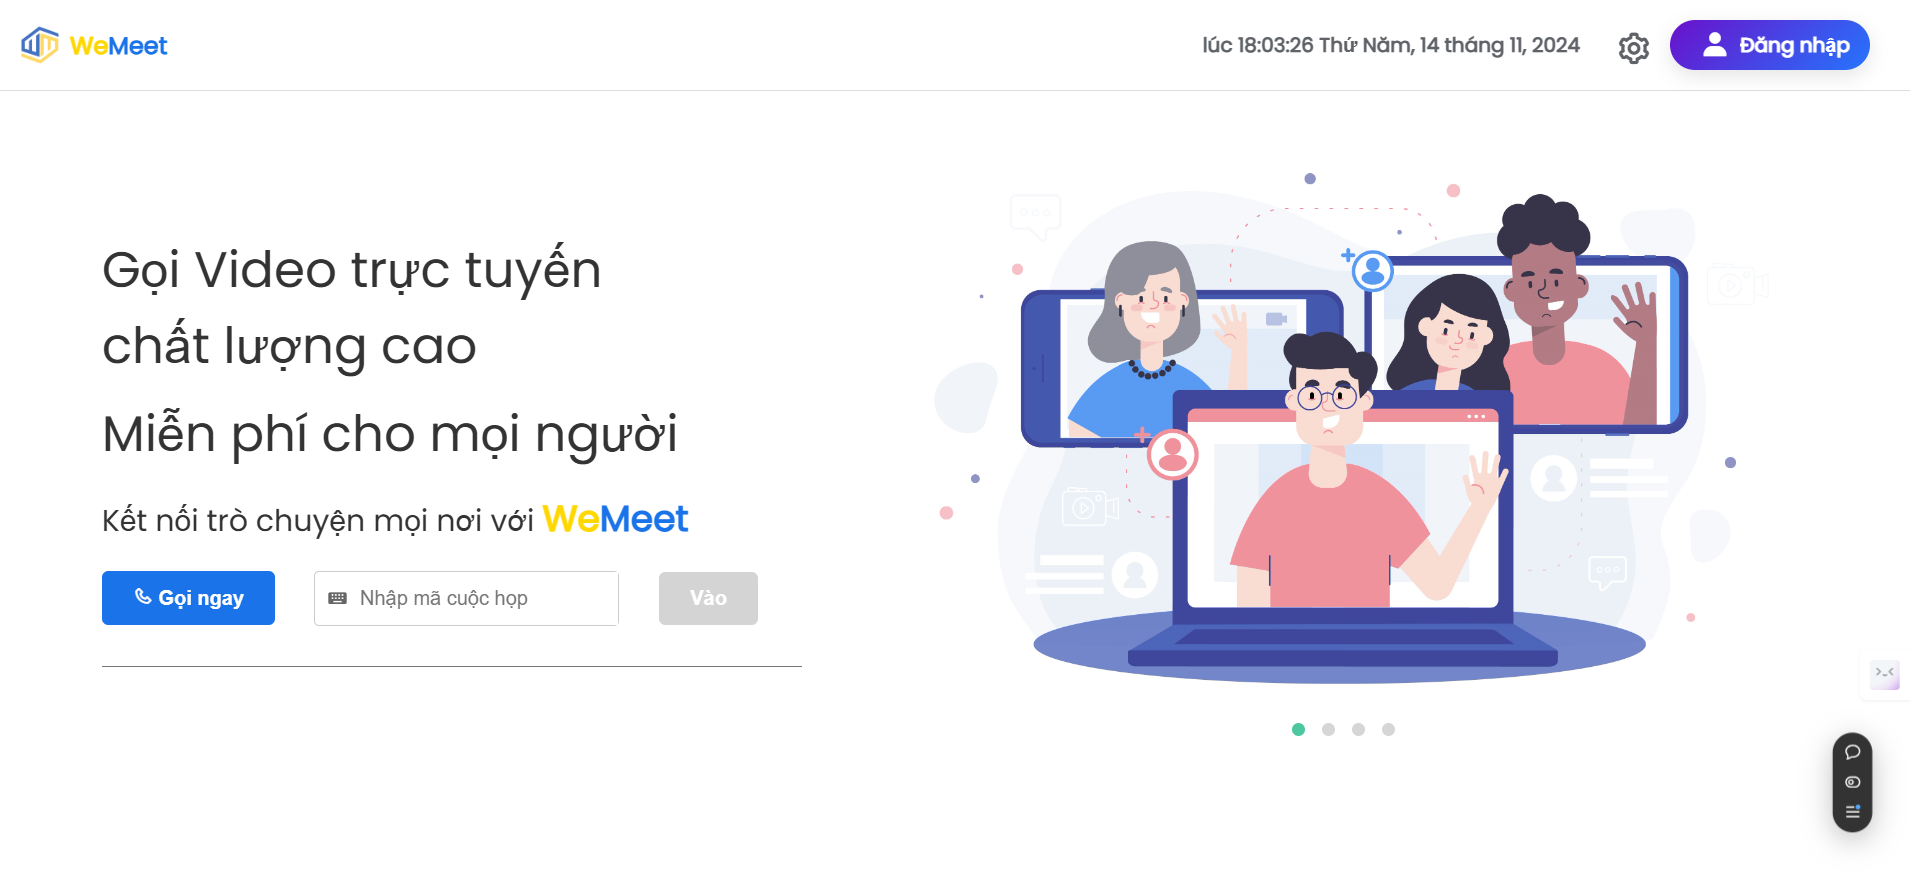 WeMeet
lúc 18:03:26 Thứ Năm, 14 tháng 11, 2024
Đăng nhập
Gọi Video trực tuyến
chất lượng cao
Miễn phí cho mọi người
Kết nối trò chuyện mọi nơi với WeMeet
Gọi ngay
Nhập mã cuộc họp
Vào